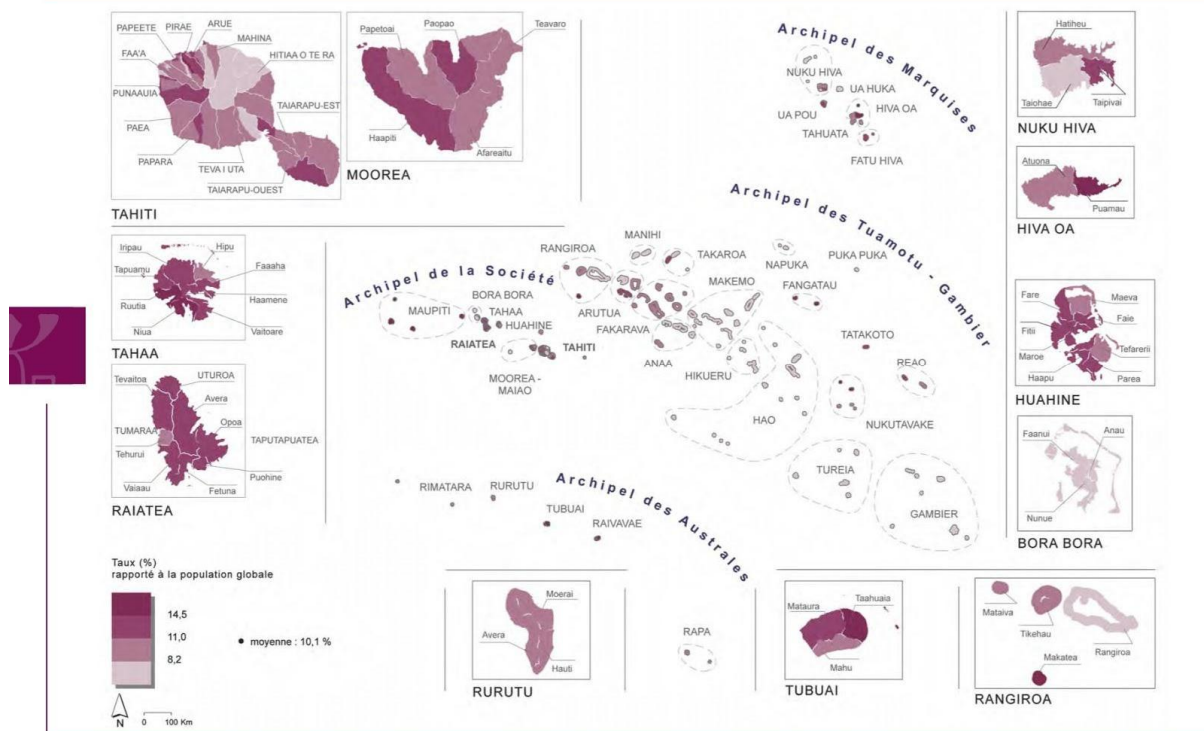 PAPEETE
PIRAE
ARUE
MAHINA
FAA'A
HITIAA O TE RA
PUNAAUIA
TAIARAPU-EST
PAEA
PAPARA
TEVA I UTA
TAIARAPU-OUEST
TAHITI
Papetoai
Paopao
Teavaro
Haapiti
Afareaitu
MOOREA
Archipel des Marquises
NUKU HIVA
UA HUKA
HIVA OA
UA POU
TAHUATA
FATU HIVA
Hatiheu
Taiohae
Taipivai
NUKU HIVA
Atuona
Puamau
HIVA OA
Iripau
Hipu
Tapuamu
Faaaha
Ruutia
Haamene
Niua
Vaitoare
TAHAA
Archipel de la Société
MAUPITI
BORA BORA
TAHAA
HUAHINE
RAIATEA
TAHITI
MOOREA -
MAIAO
Archipel des Tuamotu - Gambier
MANIHI
RANGIROA
TAKAROA
NAPUKA
PUKA PUKA
MAKEMO
FANGATAU
ARUTUA
FAKARAVA
TATAKOTO
ANAA
HIKUERU
REAO
HAO
NUKUTAVAKE
TUREIA
GAMBIER
Fare
Maeva
Fitii
Faie
Maroe
Tefarerii
Haapu
Parea
HUAHINE
Tevaitoa
UTUROA
Avera
Opoa
TUMARAA
TAPUTAPUATEA
Tehurui
Puohine
Vaiaau
Fetuna
RAIATEA
Faanui
Anau
Nunue
BORA BORA
Archipel des Australes
RIMATARA
RURUTU
TUBUAI
RAIVAVAE
RAPA
Taux (%)
rapporté à la population globale
14,5
11,0
8,2
moyenne : 10,1 %
N
0 100 Km
Moerai
Avera
Hauti
RURUTU
Mataura
Taahuaia
Mahu
TUBUAI
Mataiva
Tikehau
Rangiroa
Makatea
RANGIROA